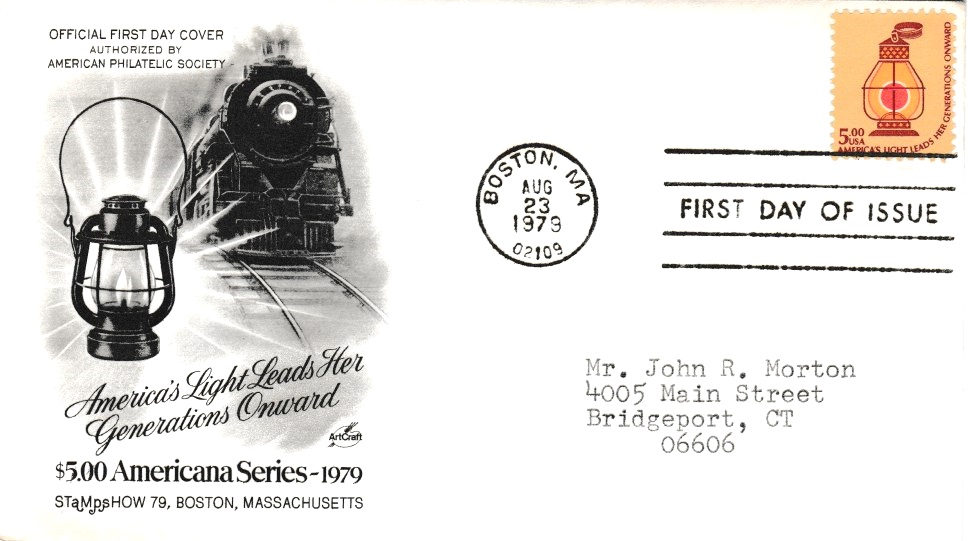 OFFICIAL FIRST DAY COVER
AUTHORIZED BY
AMERICAN PHILATELIC SOCIETY
America's Light Leads Her
Generations Onward
ArtCraft
$5.00 Americana Series-1979
STaMpsHOW 79, BOSTON, MASSACHUSETTS
BOSTON, MA
AUG
23
1979
02109
5.00
USA
AMERICA'S LIGHT LEADS HER GENERATIONS ONWARD
FIRST DAY OF ISSUE
Mr. John R. Morton
4005 Main Street
Bridgeport, CT
06606